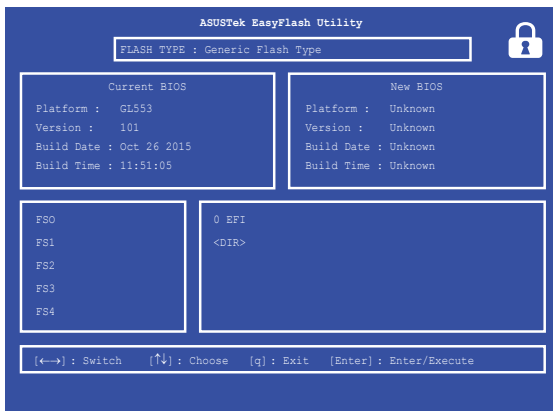 ASUSTek EasyFlash Utility
FLASH TYPE : Generic Flash Type
Current BIOS
Platform : GL553
Version : 101
Build Date : Oct 26 2015
Build Time : 11:51:05
New BIOS
Platform : Unknown
Version : Unknown
Build Date : Unknown
Build Time : Unknown
FSO
FS1
FS2
FS3
FS4
0 EFI
<DIR>
[←→] : Switch [↑↓] : Choose [q] : Exit [Enter] : Enter/Execute